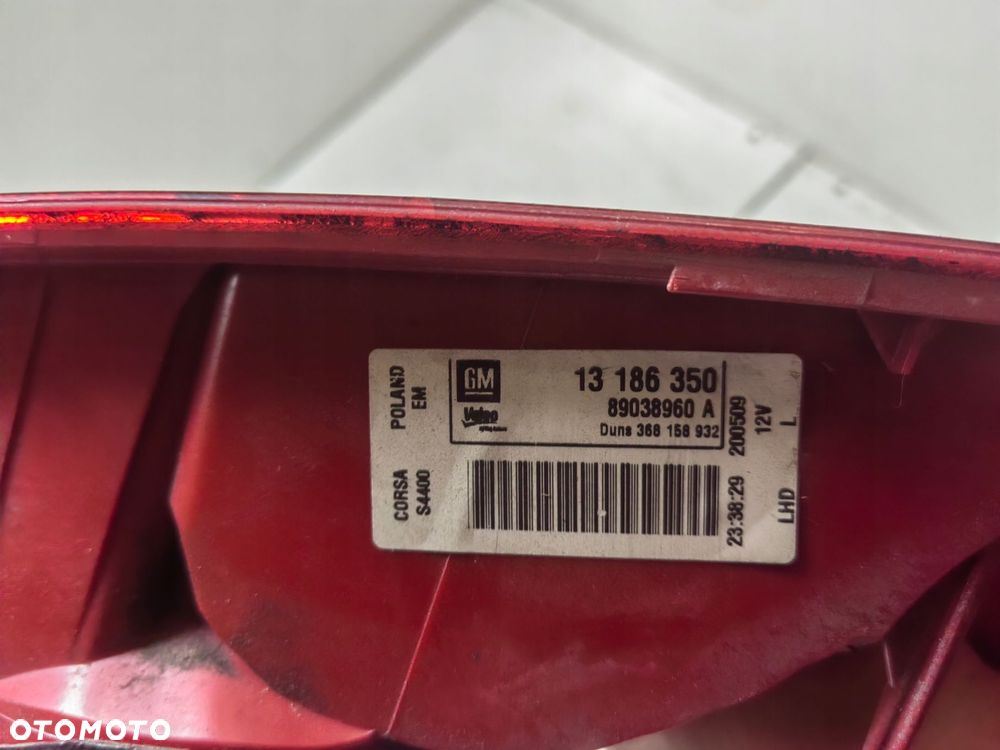 POLAND
EM
CORSA
S4400
GM
13 186 350
Valeo
89038960 A
Duns 368 158 932
200509
12V
L
23:38:29
LHD
OTOMOTO